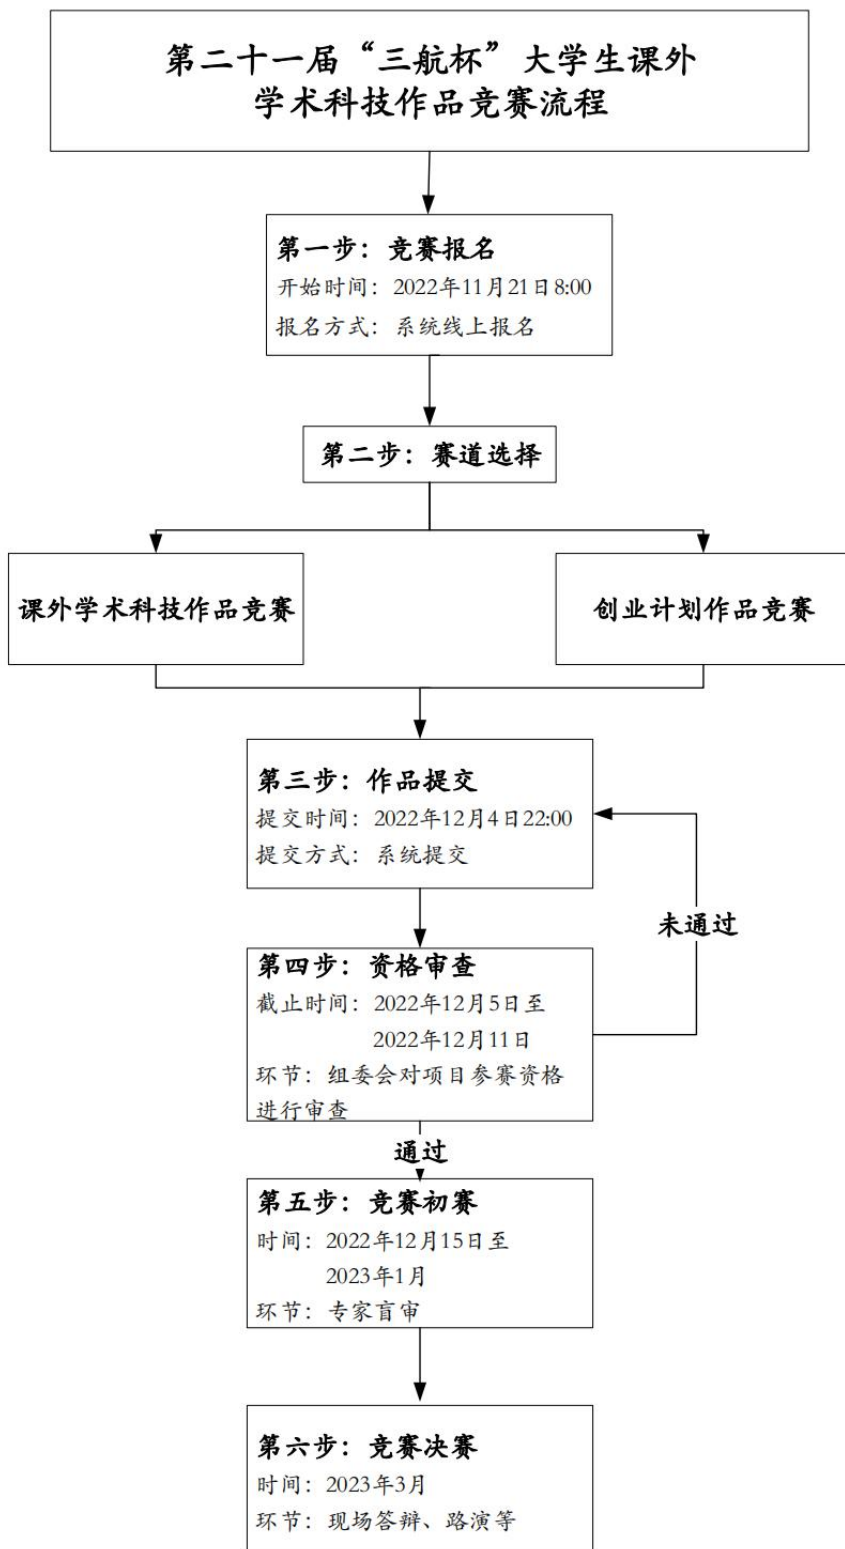 第二十一届“三航杯”大学生课外
学术科技作品竞赛流程
第一步：竞赛报名
开始时间：2022年11月21日8:00
报名方式：系统线上报名
第二步：赛道选择
课外学术科技作品竞赛
创业计划作品竞赛
第三步：作品提交
提交时间：2022年12月4日22:00
提交方式：系统提交
未通过
第四步：资格审查
截止时间：2022年12月5日至
2022年12月11日
环节：组委会对项目参赛资格
进行审查
通过
第五步：竞赛初赛
时间：2022年12月15日至
2023年1月
环节：专家盲审
第六步：竞赛决赛
时间：2023年3月
环节：现场答辩、路演等